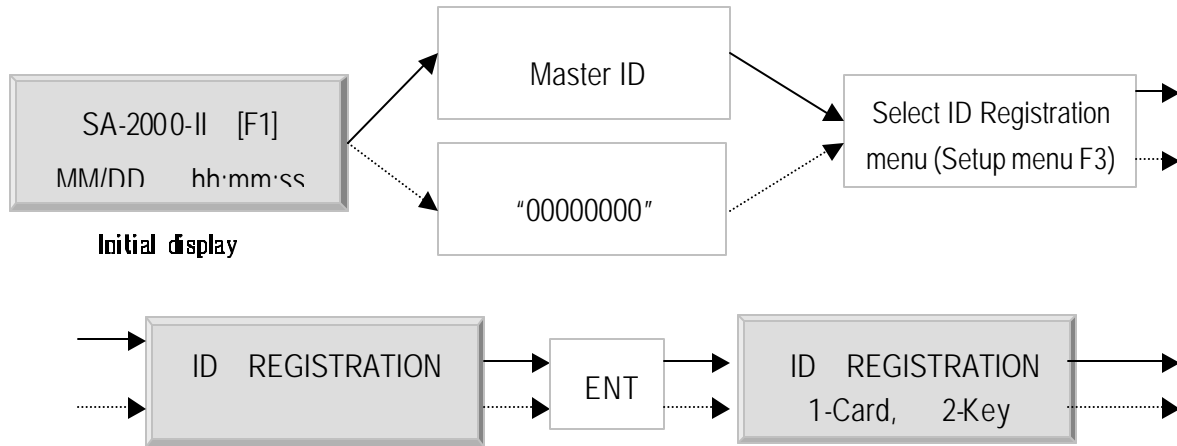 SA-2000-II [F1]
MM/DD hh:mm:ss
Initial display
Master ID
"00000000"
Select ID Registration
menu (Setup menu F3)
ID REGISTRATION
ENT
ID REGISTRATION
1-Card, 2-Key